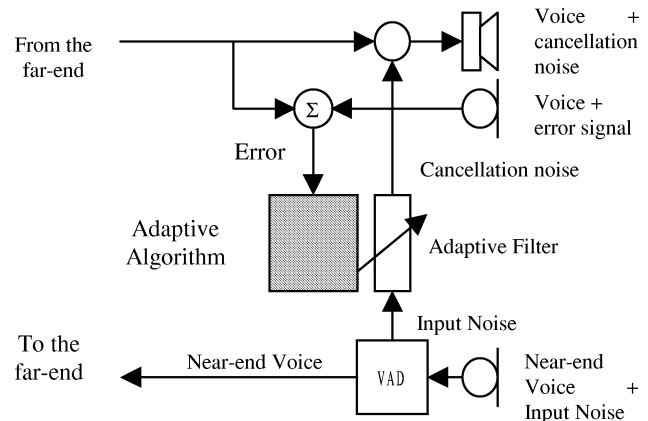 From the
far-end
Voice +
cancellation
noise
Σ
Voice +
error signal
Error
Cancellation noise
Adaptive
Algorithm
Adaptive Filter
Input Noise
To the
far-end
Near-end Voice
VAD
Near-end
Voice +
Input Noise